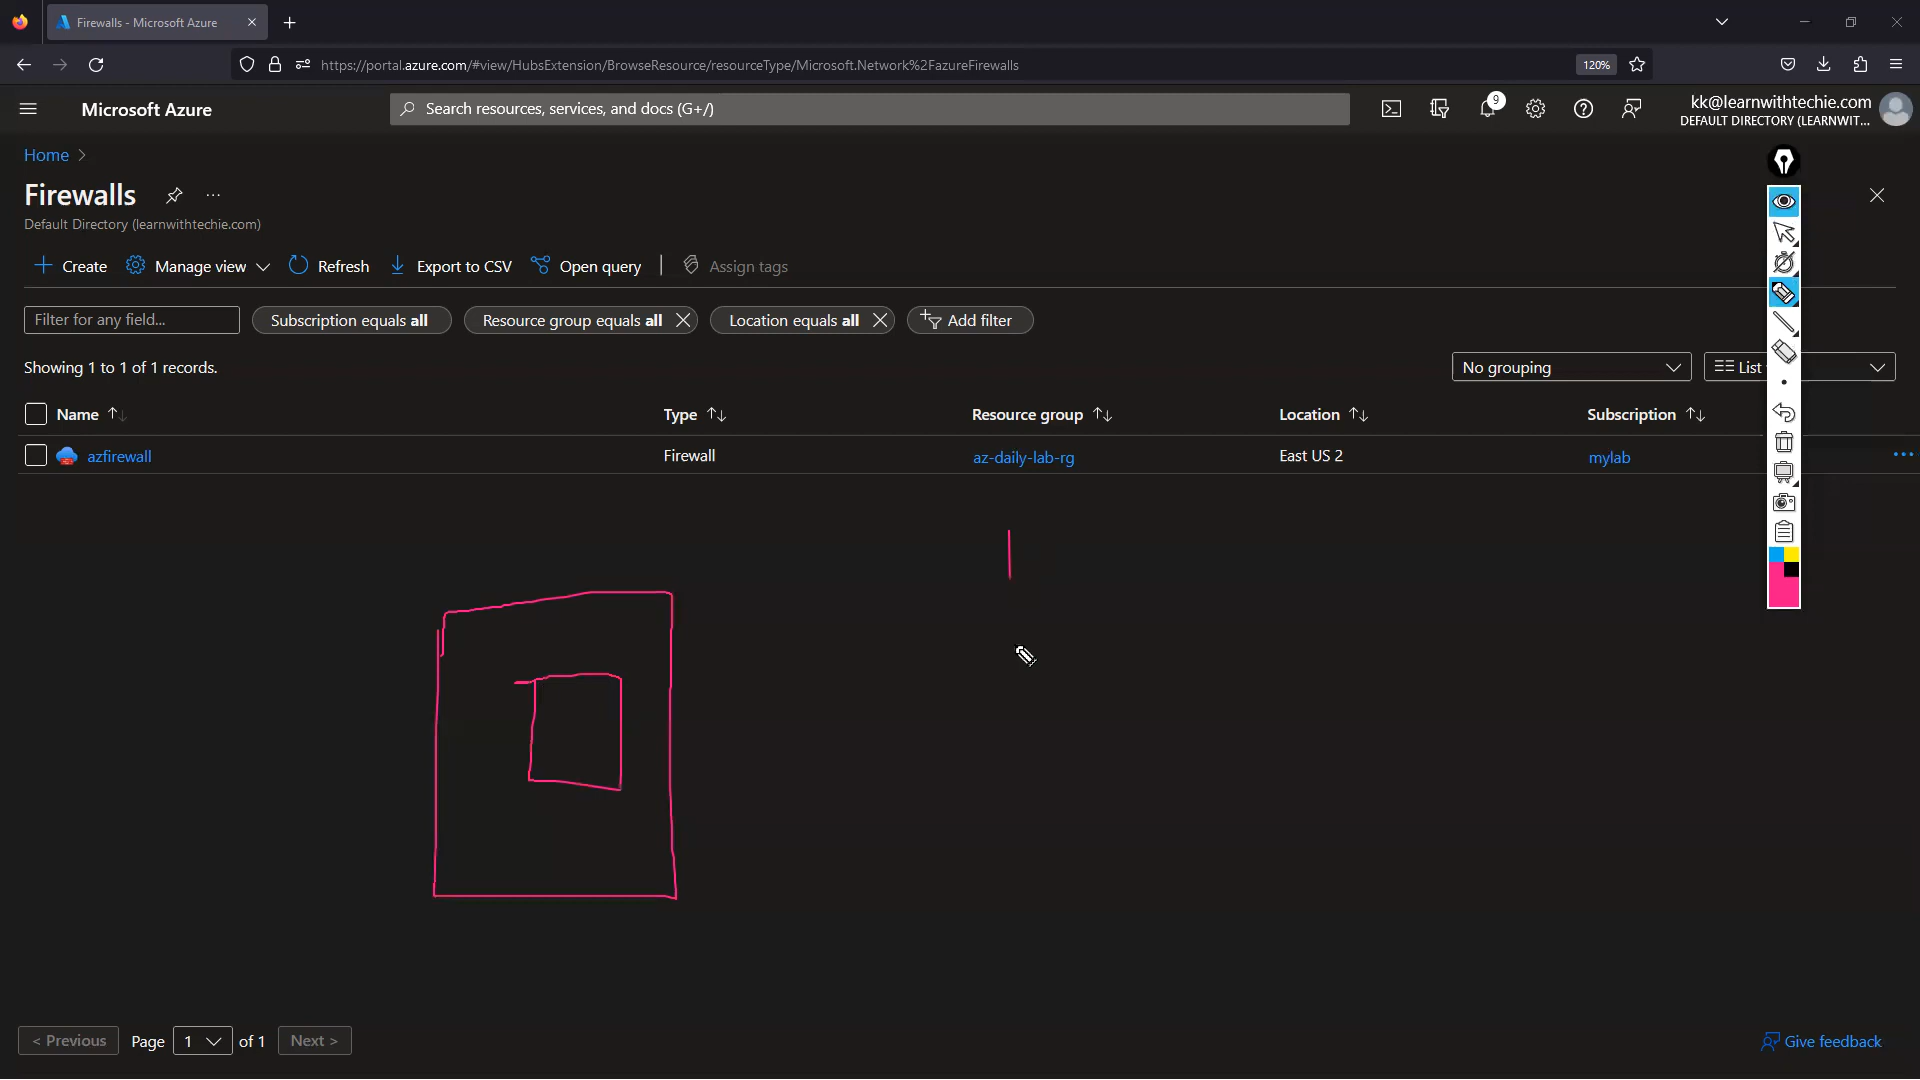 Firewalls - Microsoft Azure
https://portal.azure.com/#view/HubsExtension/BrowseResource/resourceType/Microsoft.Network%2FazureFirewalls
120%
Microsoft Azure
Search resources, services, and docs (G+/)
9
kk@learnwithtechie.com
DEFAULT DIRECTORY (LEARNWIT...
Home
Firewalls
Default Directory (learnwithtechie.com)
Create
Manage view
Refresh
Export to CSV
Open query
Assign tags
Filter for any field...
Subscription equals all
Resource group equals all
Location equals all
Add filter
Showing 1 to 1 of 1 records.
No grouping
List
Name
Type
Resource group
Location
Subscription
azfirewall
Firewall
az-daily-lab-rg
East US 2
mylab
< Previous
Page
1
of 1
Next >
Give feedback